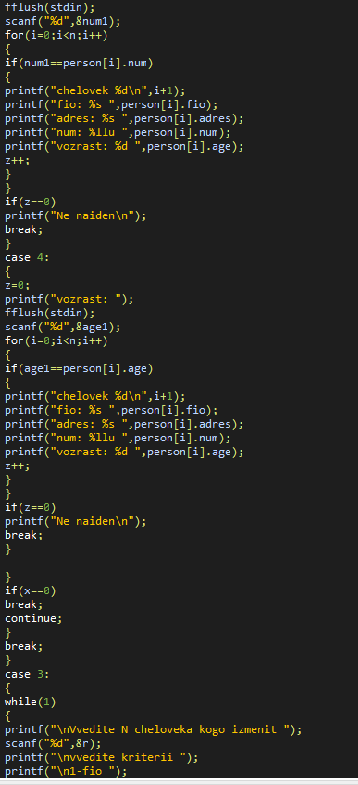 fflush(stdin);
scanf("%d",&num1);
for(i=0;i<n;i++)
{
if(num1==person[i].num)
{
printf("chelovek %d\n",i+1);
printf("fio: %s ",person[i].fio);
printf("adres: %s ",person[i].adres);
printf("num: %llu ",person[i].num);
printf("vozrast: %d ",person[i].age);
z++;
}
}
if(z==0)
printf("Ne naiden\n");
break;
}
case 4:
{
z=0;
printf("vozrast: ");
fflush(stdin);
scanf("%d",&age1);
for(i=0;i<n;i++)
{
if(age1==person[i].age)
{
printf("chelovek %d\n",i+1);
printf("fio: %s ",person[i].fio);
printf("adres: %s ",person[i].adres);
printf("num: %llu ",person[i].num);
printf("vozrast: %d ",person[i].age);
z++;
}
}
if(z==0)
printf("Ne naiden\n");
break;
}
}
if(x==0)
break;
continue;
}
break;
}
case 3:
{
while(1)
{
printf("\nVvedite N cheloveka kogo izmenit ");
scanf("%d",&r);
printf("\nvvedite kriterii ");
printf("\n1-fio ");